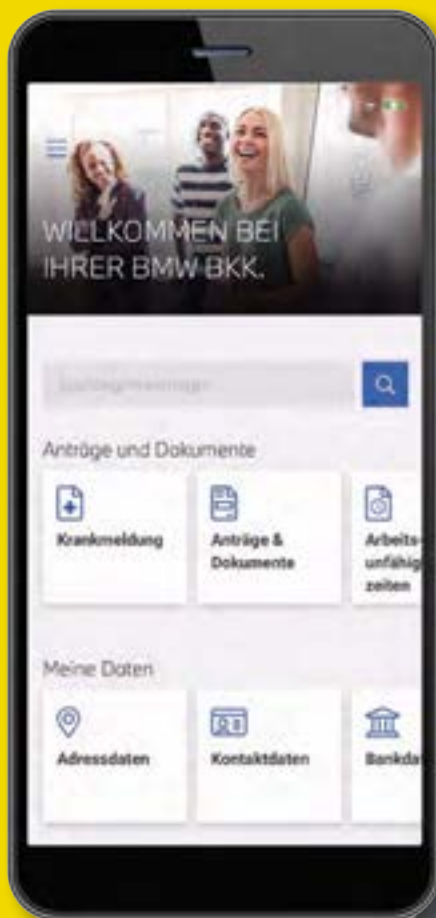 WILLKOMMEN BEI
IHRER BMW BKK.
Anträge und Dokumente
Krankmeldung
Anträge &
Dokumente
Arbeits-
unfähig
zeiten
Meine Daten
Adressdaten
Kontaktdaten
Bankda